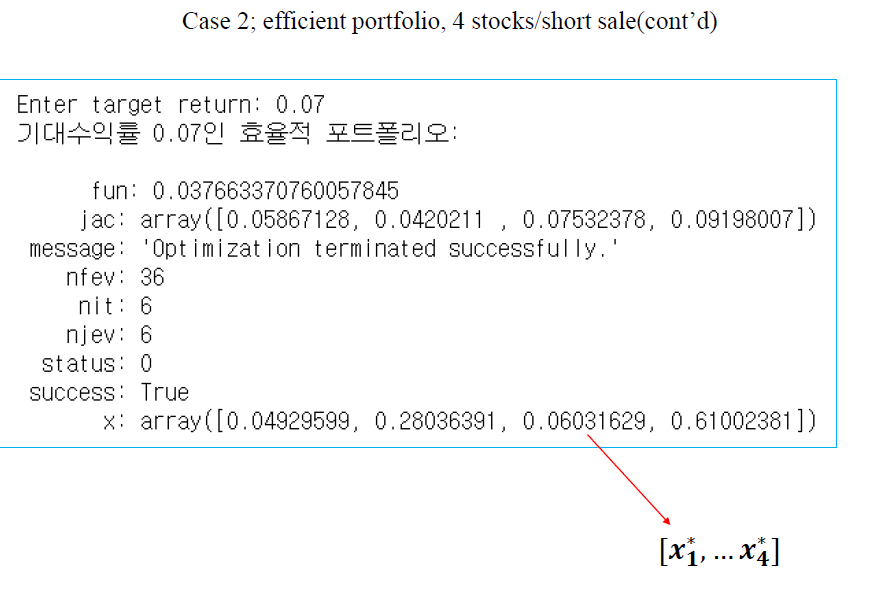 Case 2; efficient portfolio, 4 stocks/short sale(cont’d)
Enter target return: 0.07
기대수익률 0.07인 효율적 포트폴리오:
fun: 0.037663370760057845
jac: array([0.05867128, 0.0420211 , 0.07532378, 0.09198007])
message: 'Optimization terminated successfully.'
nfev: 36
nit: 6
njev: 6
status: 0
success: True
x: array([0.04929599, 0.28036391, 0.06031629, 0.61002381])
[x₁*, … x₄*]